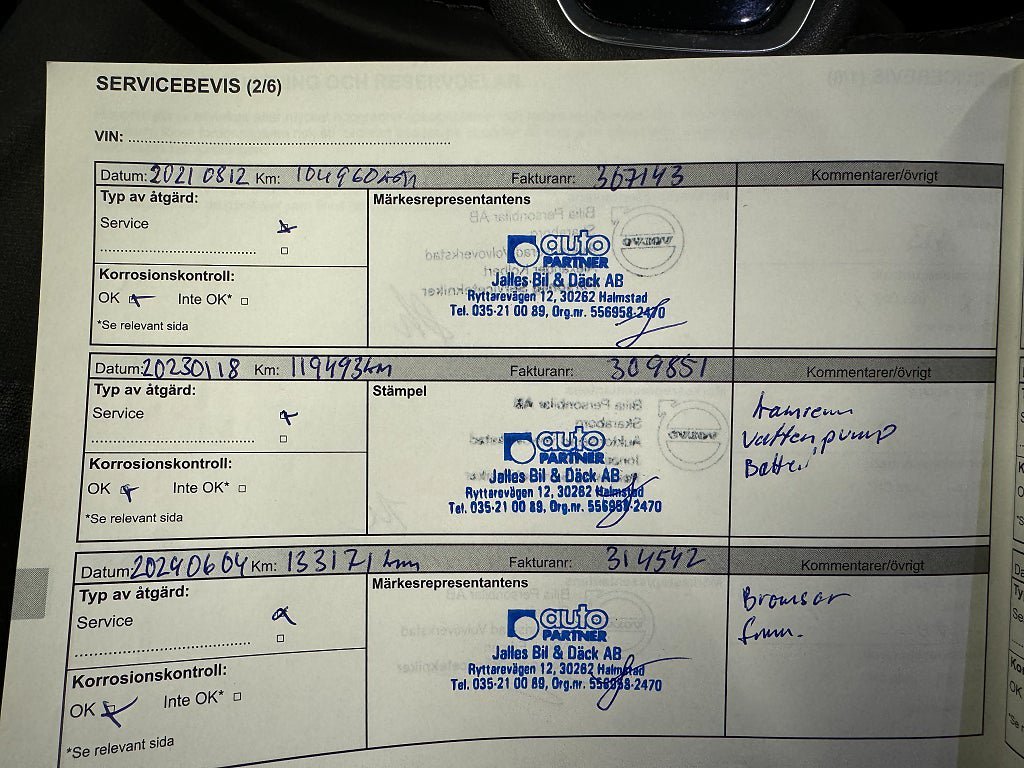 SERVICEBEVIS (2/6)
VIN:
Datum: 20210812 Km: 104960 Fakturanr: 307143 Kommentarer/övrigt
Typ av åtgärd:
Märkesrepresentantens
Service
Korrosionskontroll:
OK Inte OK*
*Se relevant sida
auto
PARTNER
Jalles Bil & Däck AB
Ryttarevägen 12, 30262 Halmstad
Tel. 035-21 00 89, Org.nr. 556958-2470
Datum: 20230118 Km: 119493km Fakturanr: 309851 Kommentarer/övrigt
Typ av åtgärd:
Stämpel
Service
Korrosionskontroll:
OK Inte OK*
*Se relevant sida
auto
PARTNER
Jalles Bil & Däck AB
Ryttarevägen 12, 30262 Halmstad
Tel. 035-21 00 89, Org.nr. 556958-2470
Kamrem
Vattenpump
Batteri
Datum: 20240604 Km: 133171 km Fakturanr: 314542 Kommentarer/övrigt
Typ av åtgärd:
Märkesrepresentantens
Service
Korrosionskontroll:
OK Inte OK*
*Se relevant sida
auto
PARTNER
Jalles Bil & Däck AB
Ryttarevägen 12, 30262 Halmstad
Tel. 035-21 00 89, Org.nr. 556958-2470
Bromsar